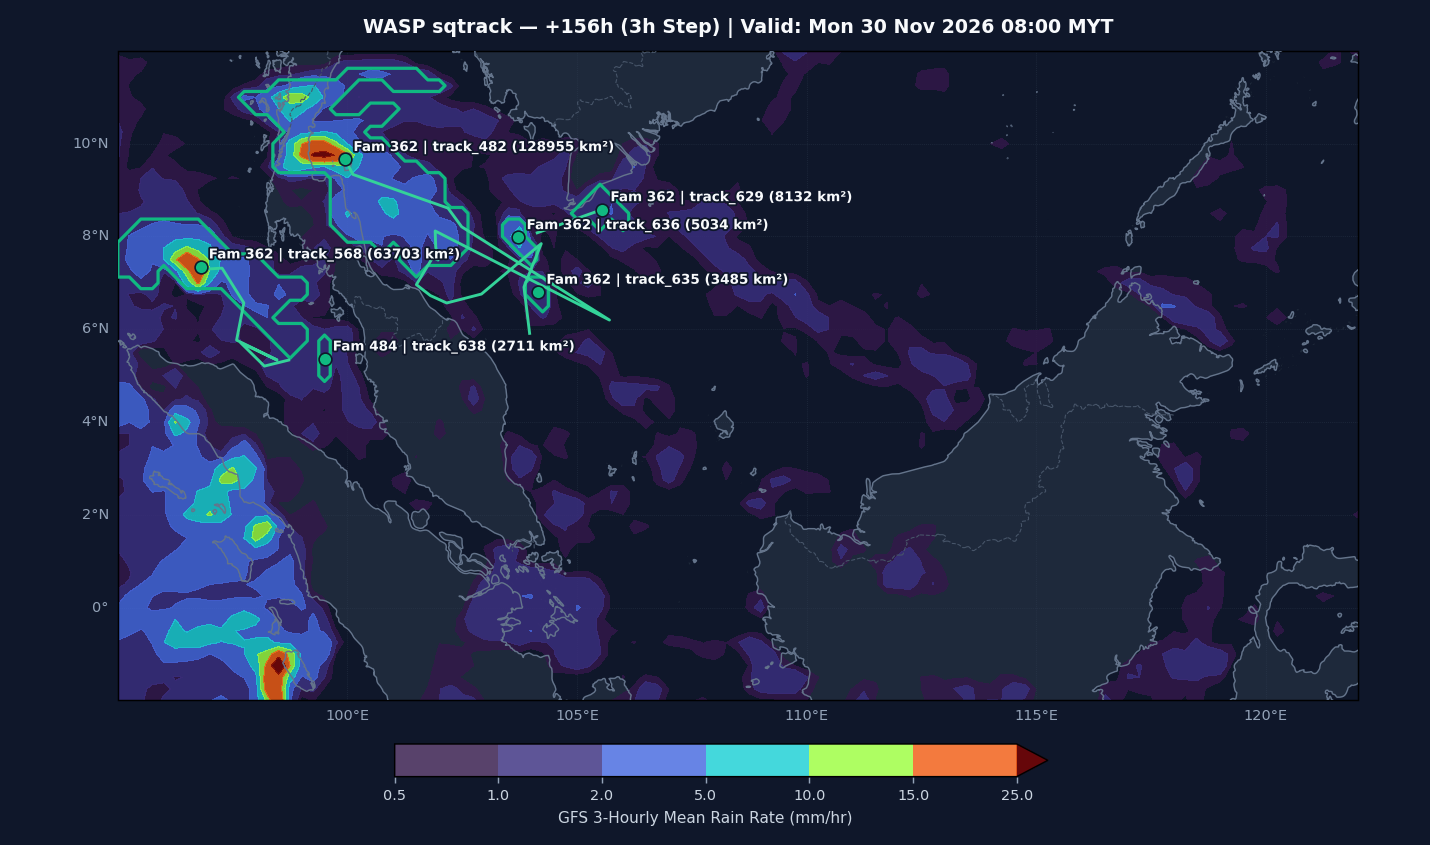 WASP sqtrack — +156h (3h Step) | Valid: Mon 30 Nov 2026 08:00 MYT
10°N
8°N
6°N
4°N
2°N
0°
Fam 362 | track_482 (128955 km²)
Fam 362 | track_629 (8132 km²)
Fam 362 | track_636 (5034 km²)
Fam 362 | track_568 (63703 km²)
Fam 362 | track_635 (3485 km²)
Fam 484 | track_638 (2711 km²)
100°E 105°E 110°E 115°E 120°E
0.5 1.0 2.0 5.0 10.0 15.0 25.0
GFS 3-Hourly Mean Rain Rate (mm/hr)